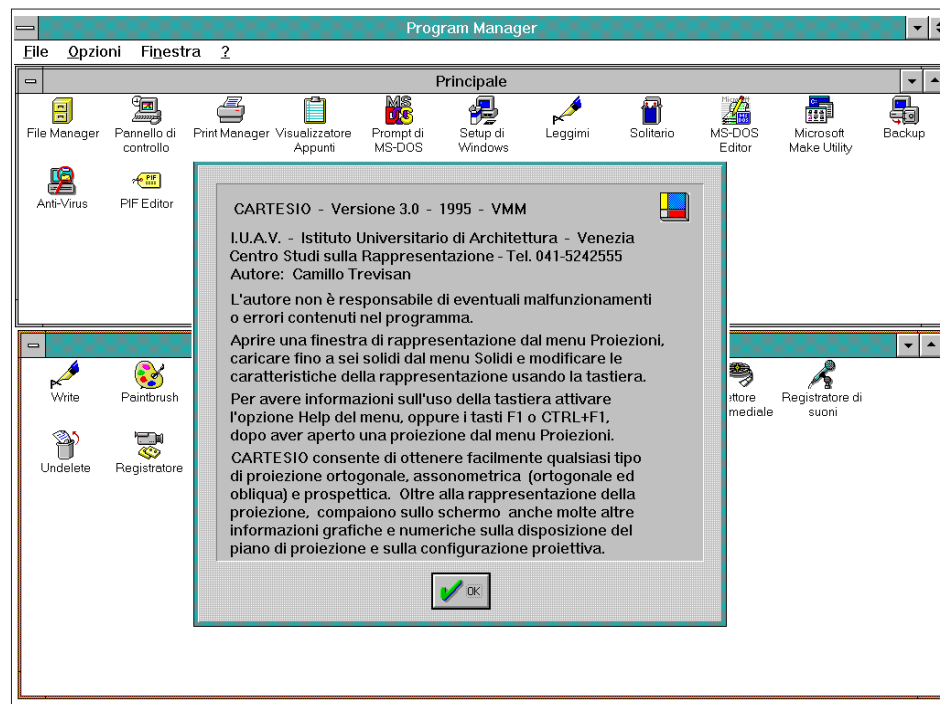 Program Manager
File Opzioni Finestra ?
Principale
File Manager
Pannello di
controllo
Print Manager
Visualizzatore
Appunti
MS
DOS
Prompt di
MS-DOS
Setup di
Windows
Leggimi
Solitario
Microsoft
MS-DOS
Editor
Microsoft
Make Utility
Backup
Anti-Virus
PIF
PIF Editor
CARTESIO - Versione 3.0 - 1995 - VMM
I.U.A.V. - Istituto Universitario di Architettura - Venezia
Centro Studi sulla Rappresentazione - Tel. 041-5242555
Autore: Camillo Trevisan
L'autore non è responsabile di eventuali malfunzionamenti
o errori contenuti nel programma.
Aprire una finestra di rappresentazione dal menu Proiezioni,
caricare fino a sei solidi dal menu Solidi e modificare le
caratteristiche della rappresentazione usando la tastiera.
Per avere informazioni sull'uso della tastiera attivare
l'opzione Help del menu, oppure i tasti F1 o CTRL+F1,
dopo aver aperto una proiezione dal menu Proiezioni.
CARTESIO consente di ottenere facilmente qualsiasi tipo
di proiezione ortogonale, assonometrica (ortogonale ed
obliqua) e prospettica. Oltre alla rappresentazione della
proiezione, compaiono sullo schermo anche molte altre
informazioni grafiche e numeriche sulla disposizione del
piano di proiezione e sulla configurazione proiettiva.
OK
Write
Paintbrush
ttore
mediale
Registratore di
suoni
Undelete
Registratore